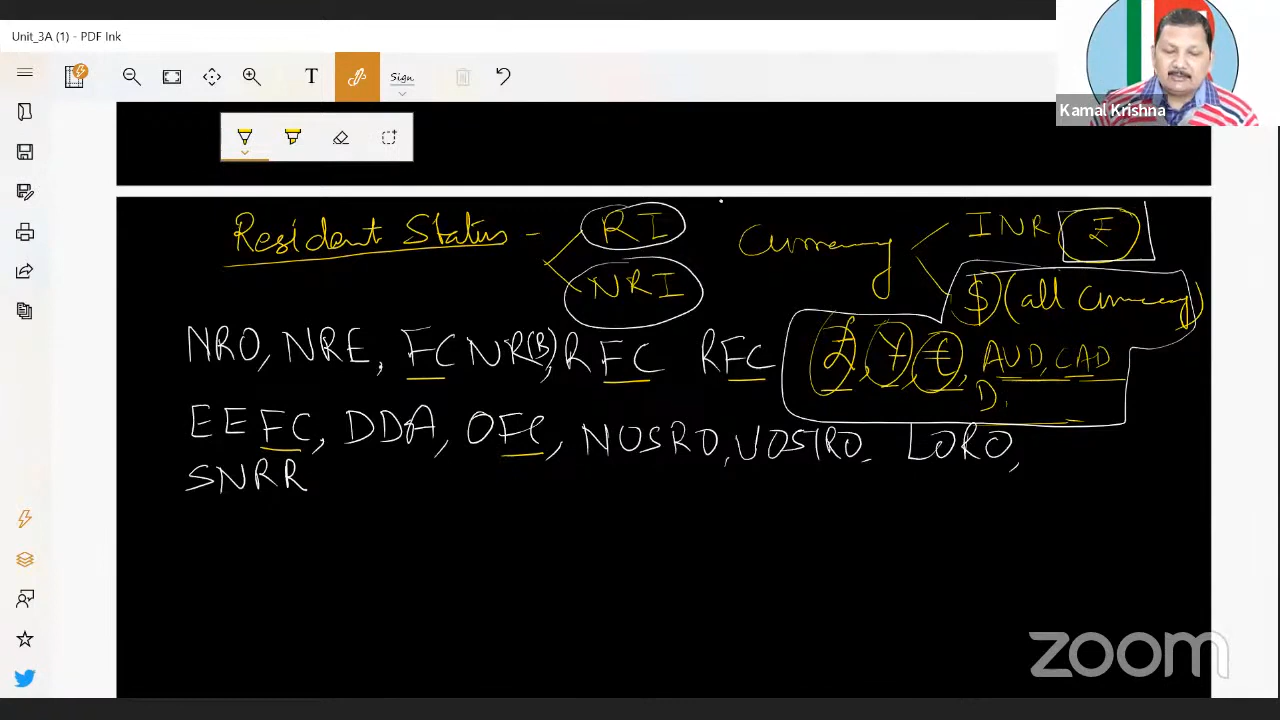 Unit_3A (1) - PDF Ink
T
Sign
Kamal Krishna
Resident Status - RI
NRI
Currency INR ₹
$ (all Currency)
NRO, NRE, FCNR(B), RFC RFC £, ¥, €, AUD, CAD
D.
EEFC, DDA, OFC, NOSRO, VOSTRO, LORO,
SNRR
zoom